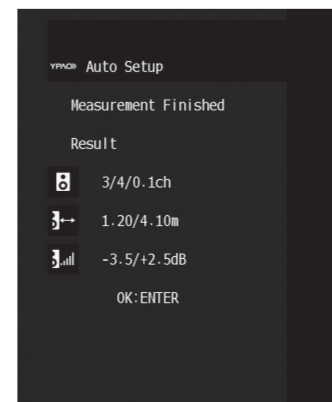 YPAO Auto Setup
Measurement Finished
Result
3/4/0.1ch
1.20/4.10m
-3.5/+2.5dB
OK:ENTER